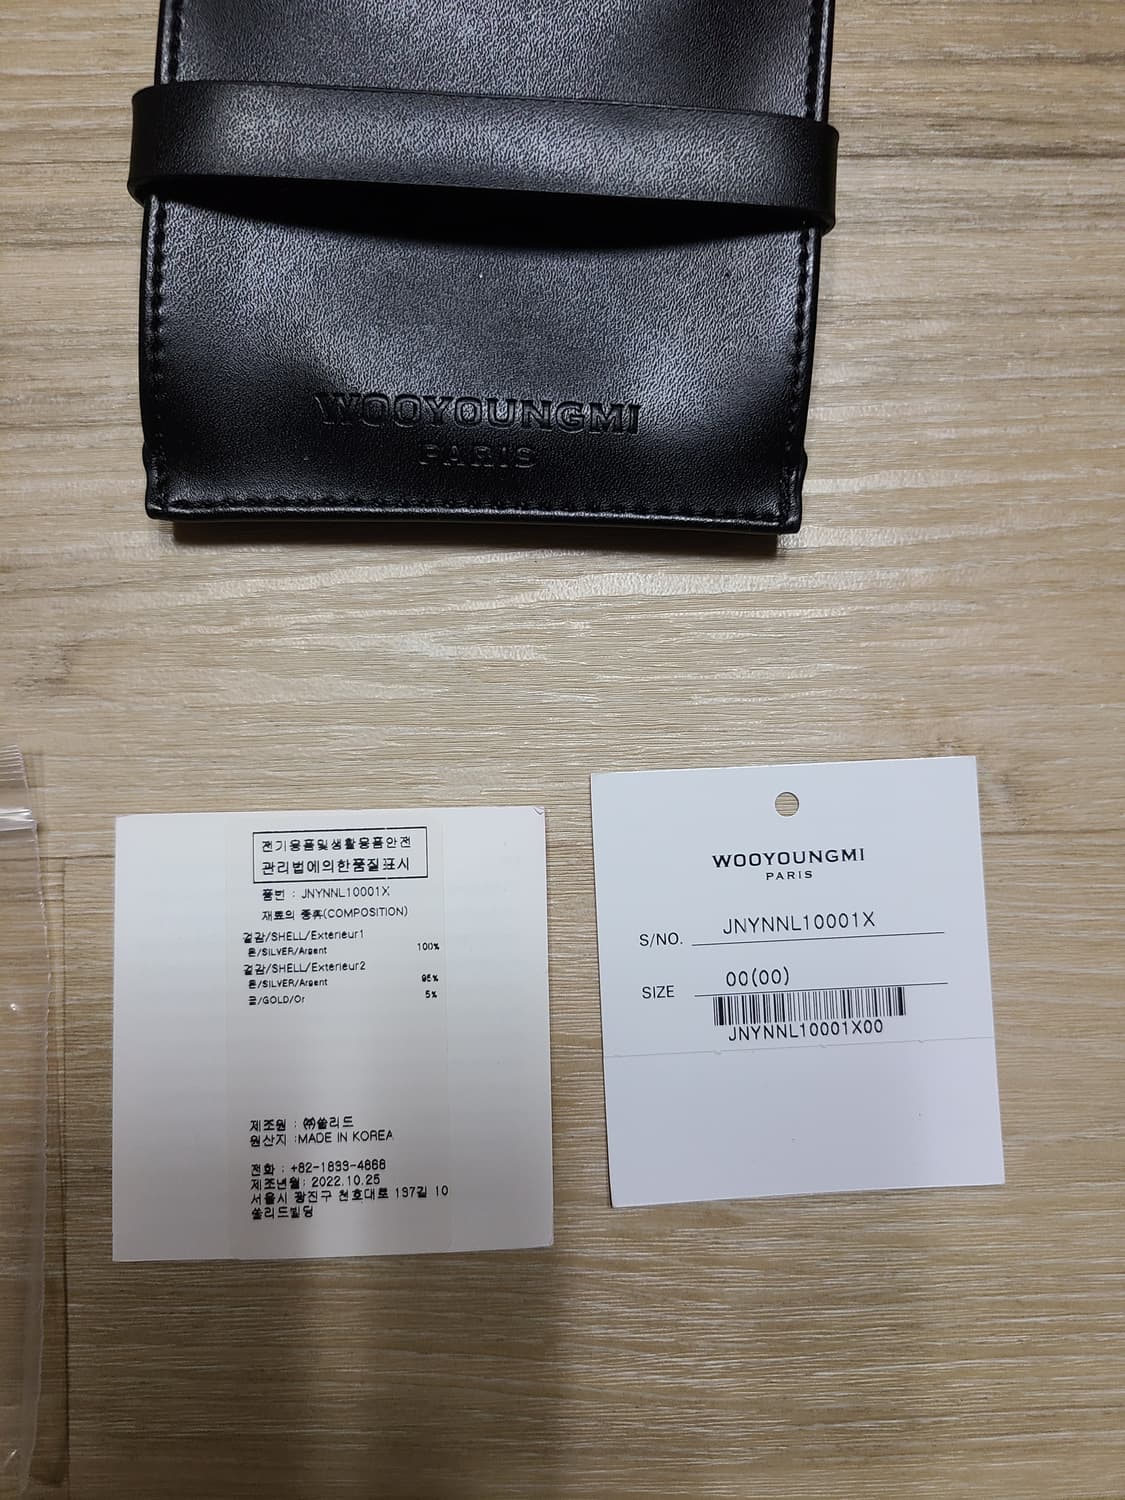 WOOYOUNGMI
PARIS
전기용품및생활용품안전
관리법에의한품질표시
품번 : JNYNNL10001X
재료의 종류(COMPOSITION)
겉감/SHELL/Exterieur1
은/SILVER/Argent 100%
겉감/SHELL/Exterieur2
은/SILVER/Argent 95%
금/GOLD/Or 5%
제조원 : ㈜쏠리드
원산지 :MADE IN KOREA
전화 : +82-1833-4868
제조년월: 2022.10.25
서울시 광진구 천호대로 197길 10
쏠리드빌딩
WOOYOUNGMI
PARIS
S/NO. JNYNNL10001X
SIZE 00(00)
JNYNNL10001X00